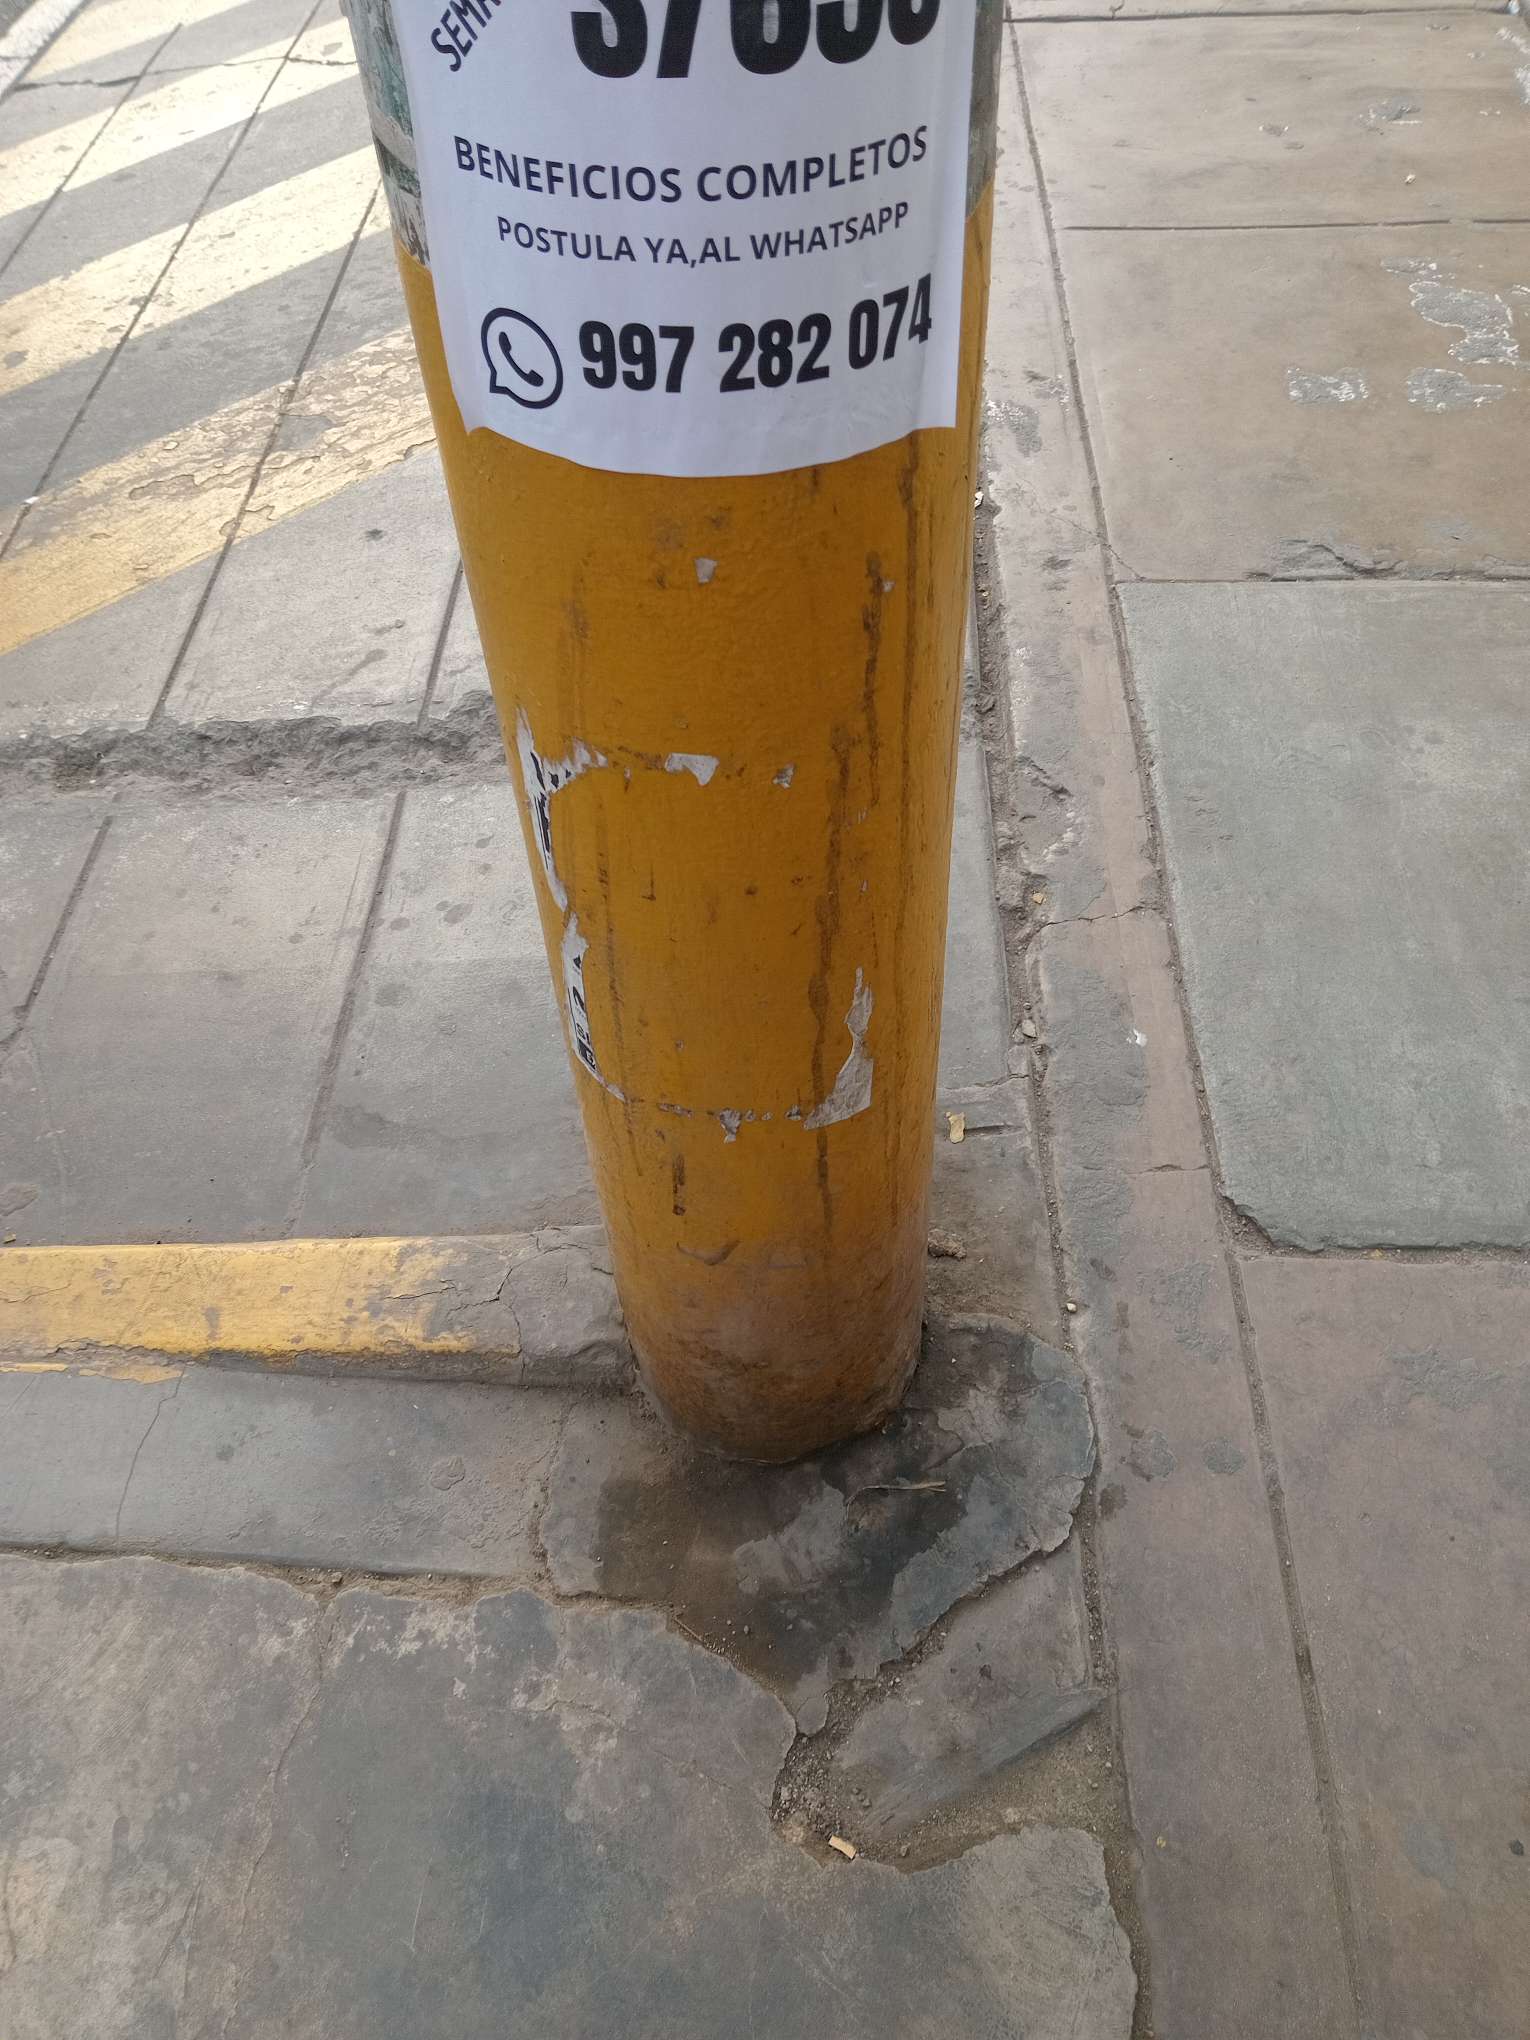 BENEFICIOS COMPLETOS
POSTULA YA,AL WHATSAPP
997 282 074